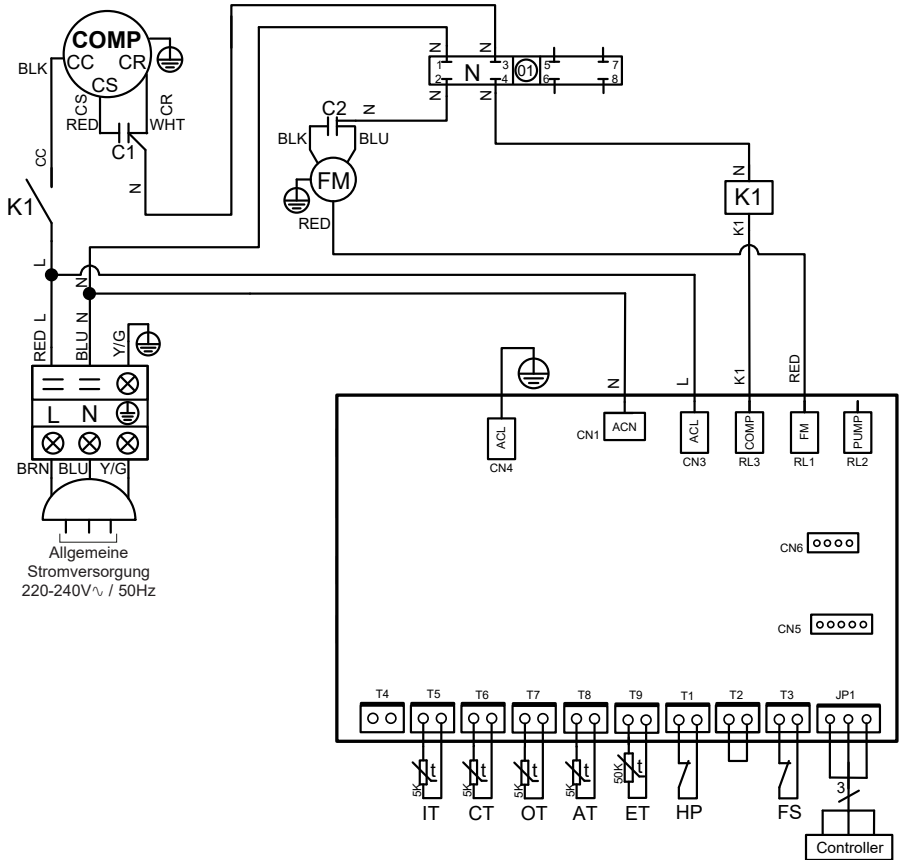 COMP
CC CR
CS
BLK
CS
RED
CR
WHT
C1
N
CC
K1
L
N
RED L
BLU N
Y/G
L N
BRN BLU Y/G
Allgemeine
Stromversorgung
220-240V∿ / 50Hz
N N
1 3 5 7
N 01
2 4 6 8
N N
C2 N
BLK BLU
FM
RED
N
K1
K1
N L K1 RED
ACL ACN ACL COMP FM PUMP
CN4 CN1 CN3 RL3 RL1 RL2
CN6
CN5
T4 T5 T6 T7 T8 T9 T1 T2 T3 JP1
5K t 5K t 5K t 5K t 50K t 3
IT CT OT AT ET HP FS
Controller